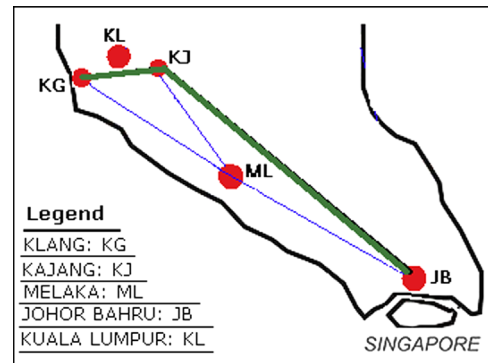 KL
KJ
KG
ML
JB
Legend
KLANG: KG
KAJANG: KJ
MELAKA: ML
JOHOR BAHRU: JB
KUALA LUMPUR: KL
SINGAPORE